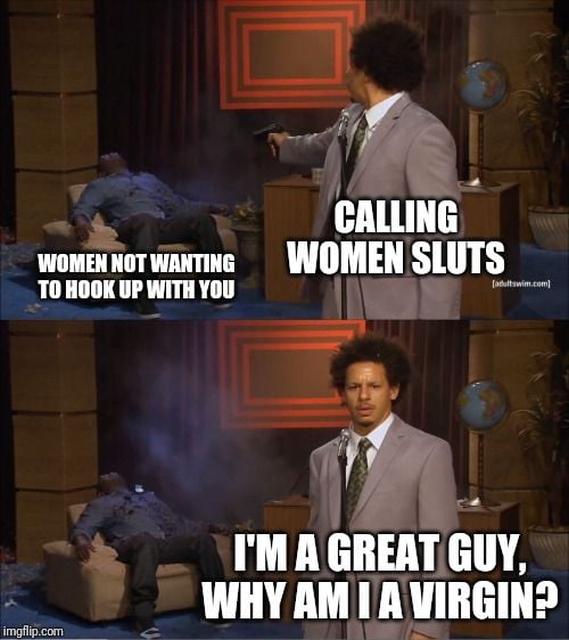 CALLING
WOMEN SLUTS
WOMEN NOT WANTING
TO HOOK UP WITH YOU
[adultswim.com]
I'M A GREAT GUY,
WHY AM I A VIRGIN?
imgflip.com